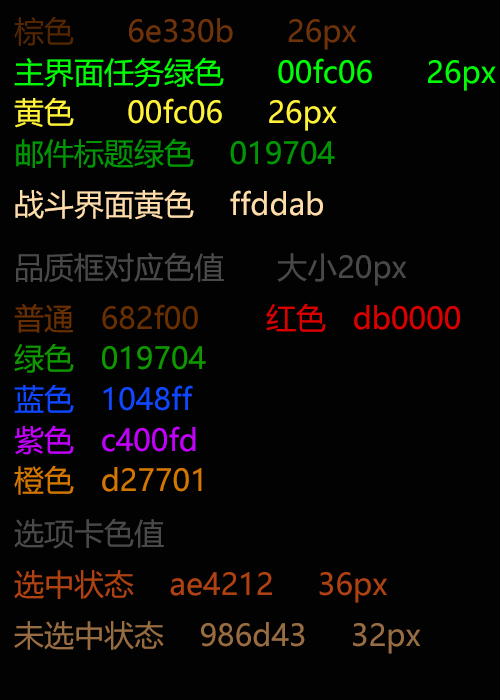 棕色 6e330b 26px
主界面任务绿色 00fc06 26px
黄色 00fc06 26px
邮件标题绿色 019704
战斗界面黄色 ffddab
品质框对应色值 大小20px
普通 682f00 红色 db0000
绿色 019704
蓝色 1048ff
紫色 c400fd
橙色 d27701
选项卡色值
选中状态 ae4212 36px
未选中状态 986d43 32px